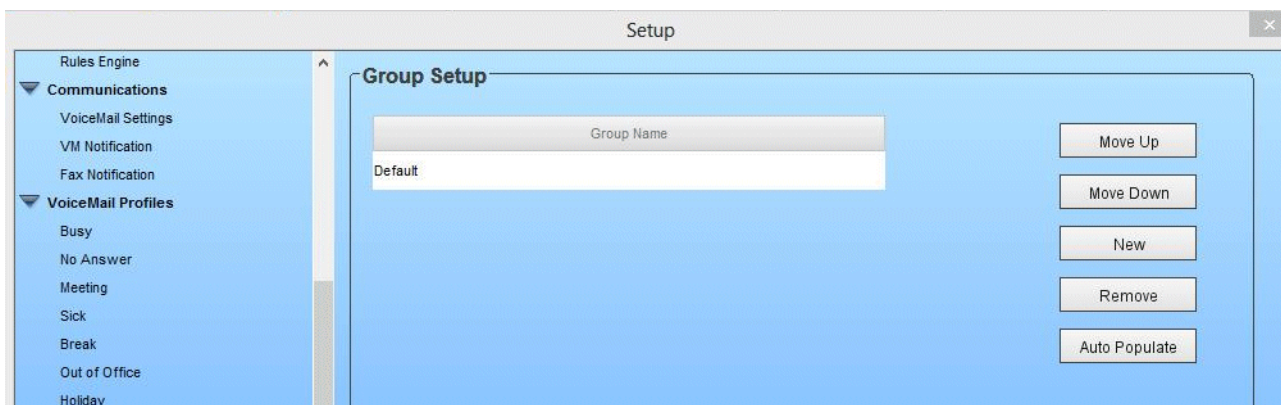 Setup
Rules Engine
Communications
VoiceMail Settings
VM Notification
Fax Notification
VoiceMail Profiles
Busy
No Answer
Meeting
Sick
Break
Out of Office
Holiday
Group Setup
Group Name
Default
Move Up
Move Down
New
Remove
Auto Populate